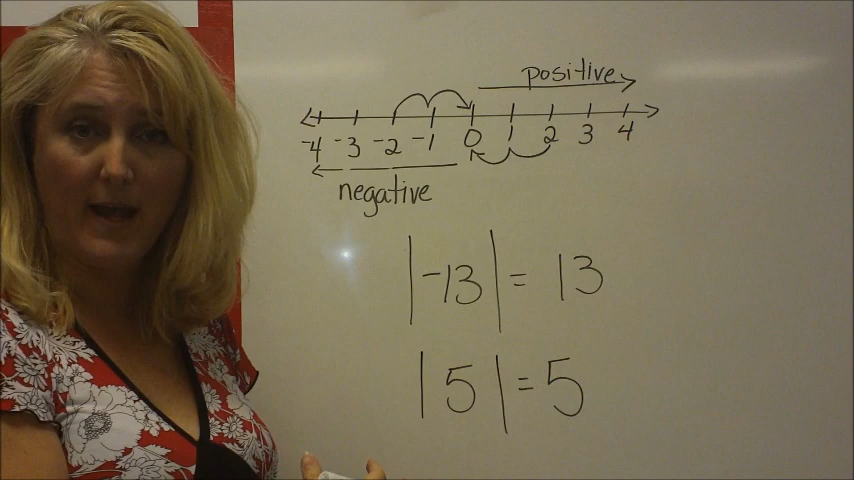 positive
-4 -3 -2 -1 0 1 2 3 4
negative
|-13| = 13
|5| = 5